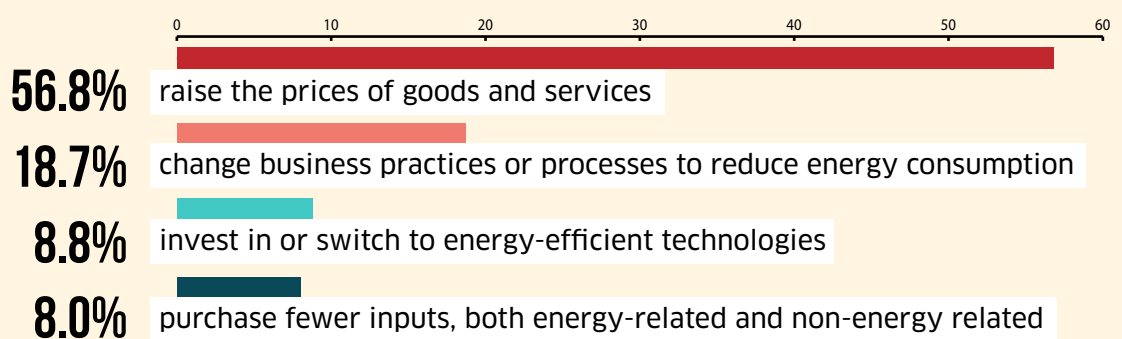 0 10 20 30 40 50 60
56.8% raise the prices of goods and services
18.7% change business practices or processes to reduce energy consumption
8.8% invest in or switch to energy-efficient technologies
8.0% purchase fewer inputs, both energy-related and non-energy related